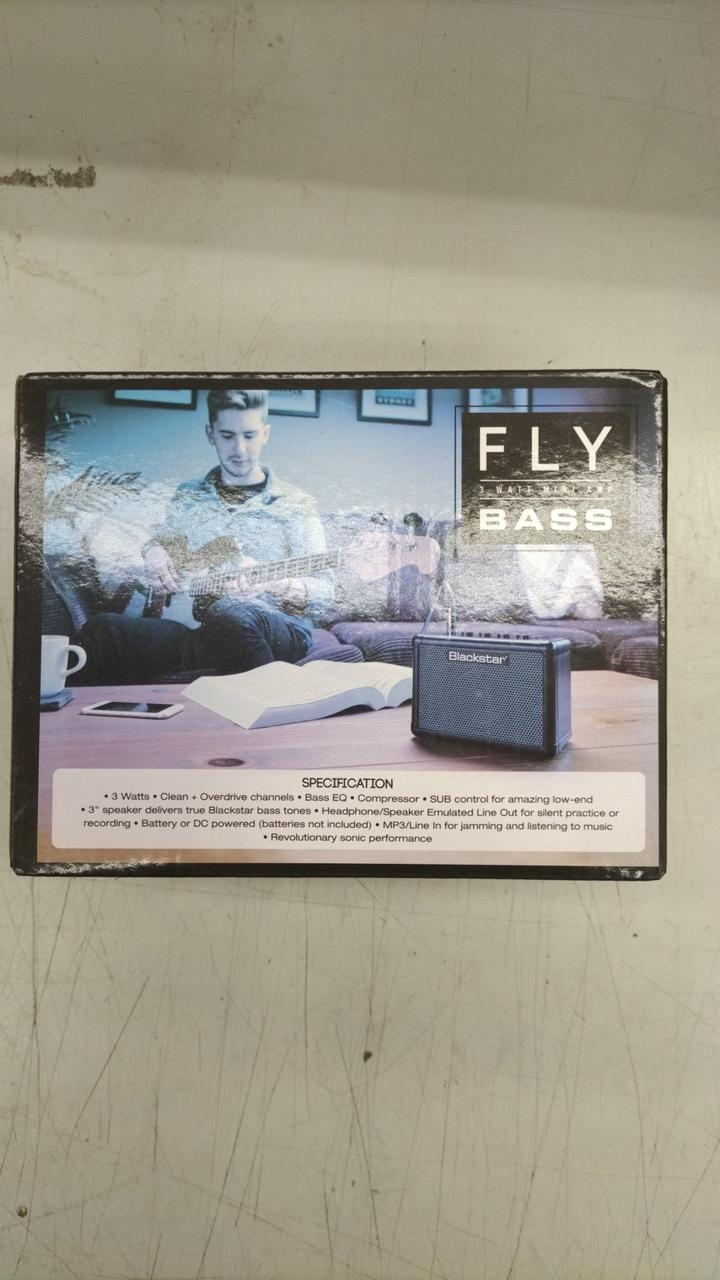 SYDNEY
FLY
3 WATT MINI AMP
BASS
Blackstar
SPECIFICATION
• 3 Watts • Clean + Overdrive channels • Bass EQ • Compressor • SUB control for amazing low-end
• 3" speaker delivers true Blackstar bass tones • Headphone/Speaker Emulated Line Out for silent practice or
recording • Battery or DC powered (batteries not included) • MP3/Line In for jamming and listening to music
• Revolutionary sonic performance